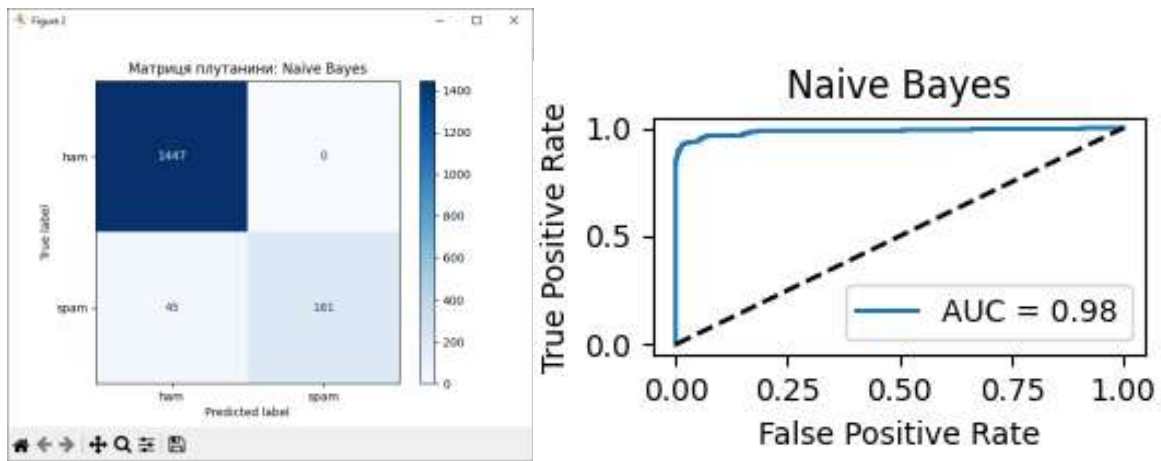 Figure 2
Матриця плутанини: Naive Bayes
ham
spam
True label
1447
0
45
181
ham
spam
Predicted label
1400
1200
1000
800
600
400
200
0
Naive Bayes
True Positive Rate
1.0
0.5
0.0
AUC = 0.98
0.00
0.25
0.50
0.75
1.00
False Positive Rate